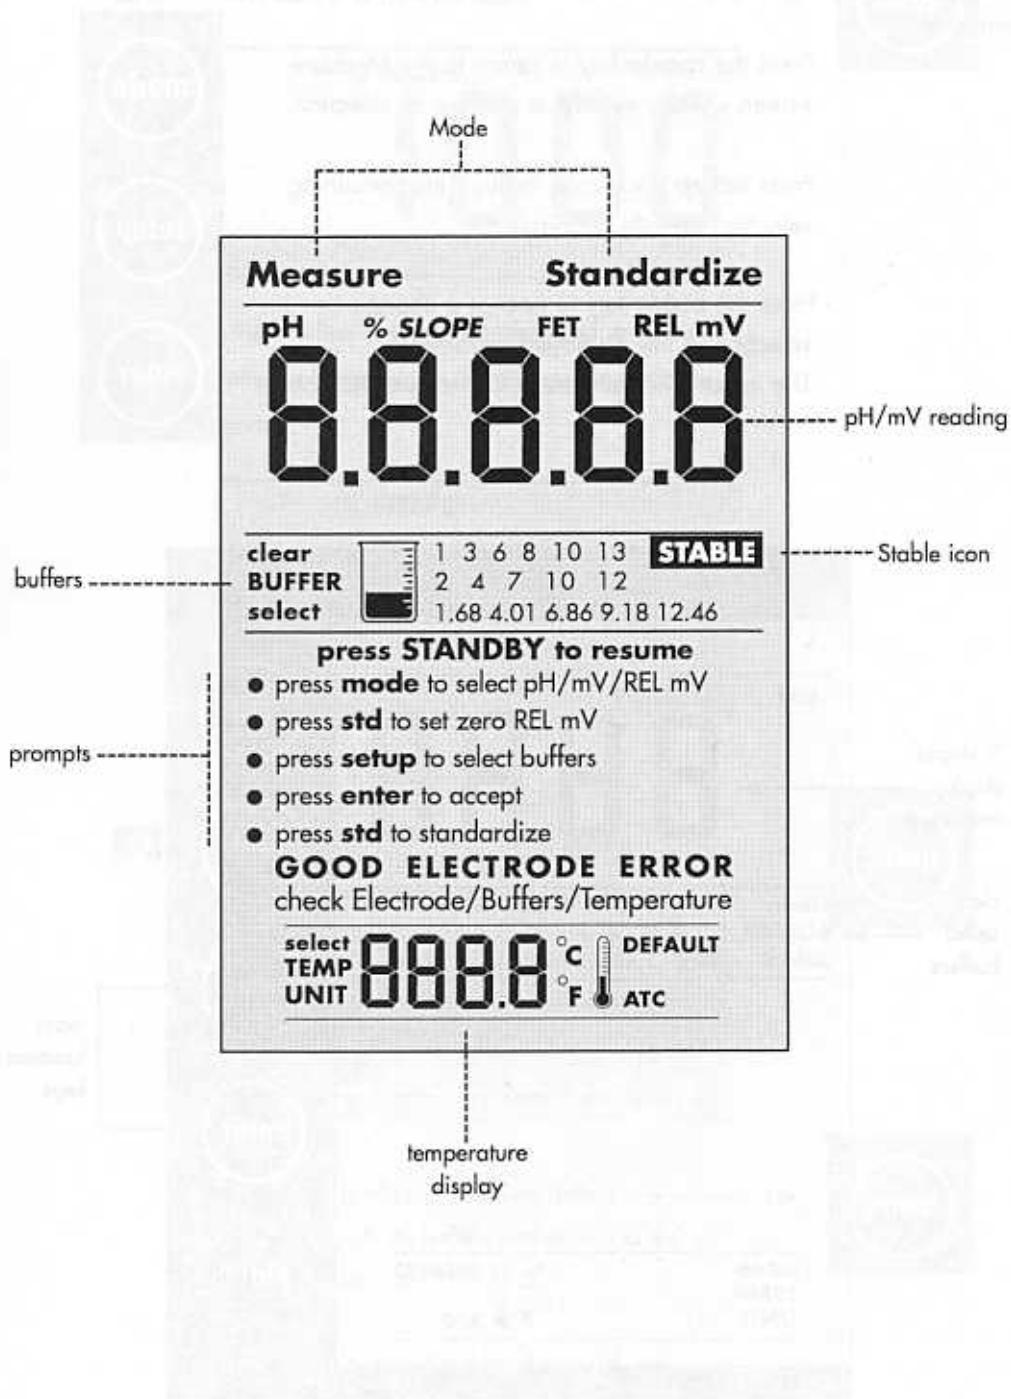 Mode
Measure Standardize
pH % SLOPE FET REL mV
8.8.8.8.8
pH/mV reading
clear 1 3 6 8 10 13 STABLE
Stable icon
buffers
BUFFER 2 4 7 10 12
select 1.68 4.01 6.86 9.18 12.46
press STANDBY to resume
● press mode to select pH/mV/REL mV
● press std to set zero REL mV
prompts
● press setup to select buffers
● press enter to accept
● press std to standardize
GOOD ELECTRODE ERROR
check Electrode/Buffers/Temperature
select
TEMP
UNIT
888.8 °C °F
DEFAULT
ATC
temperature
display